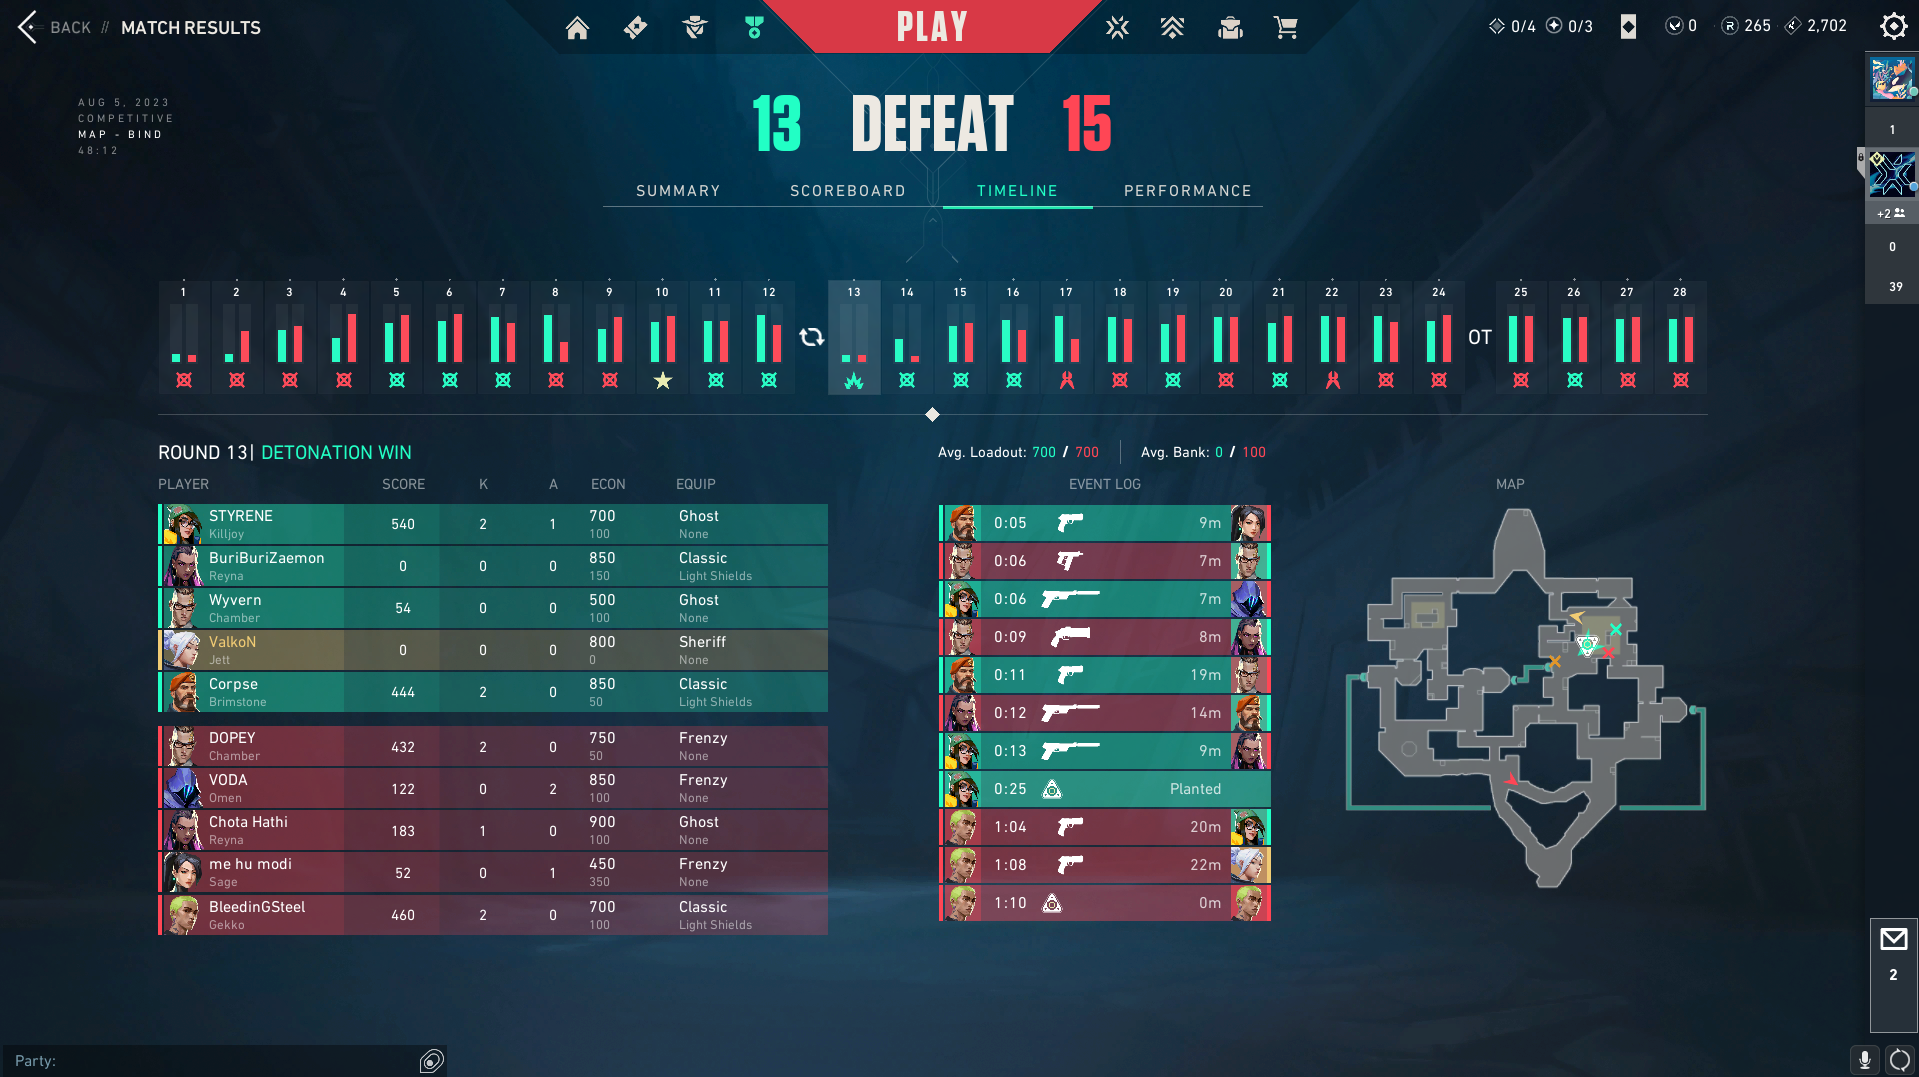 BACK // MATCH RESULTS
PLAY
0/4 0/3 0 265 2,702
AUG 5, 2023
COMPETITIVE
MAP - BIND
48:12
13 DEFEAT 15
SUMMARY SCOREBOARD TIMELINE PERFORMANCE
1
+2
0
39
1 2 3 4 5 6 7 8 9 10 11 12 13 14 15 16 17 18 19 20 21 22 23 24 OT 25 26 27 28
ROUND 13| DETONATION WIN
Avg. Loadout: 700 / 700 Avg. Bank: 0 / 100
PLAYER SCORE K A ECON EQUIP
STYRENE 540 2 1 700 Ghost
Killjoy 100 None
BuriBuriZaemon 0 0 0 850 Classic
Reyna 150 Light Shields
Wyvern 54 0 0 500 Ghost
Chamber 100 None
ValkoN 0 0 0 800 Sheriff
Jett 0 None
Corpse 444 2 0 850 Classic
Brimstone 50 Light Shields
DOPEY 432 2 0 750 Frenzy
Chamber 50 None
VODA 122 0 2 850 Frenzy
Omen 100 None
Chota Hathi 183 1 0 900 Ghost
Reyna 100 None
me hu modi 52 0 1 450 Frenzy
Sage 350 None
BleedinGSteel 460 2 0 700 Classic
Gekko 100 Light Shields
EVENT LOG
0:05 9m
0:06 7m
0:06 7m
0:09 8m
0:11 19m
0:12 14m
0:13 9m
0:25 Planted
1:04 20m
1:08 22m
1:10 0m
MAP
2
Party: